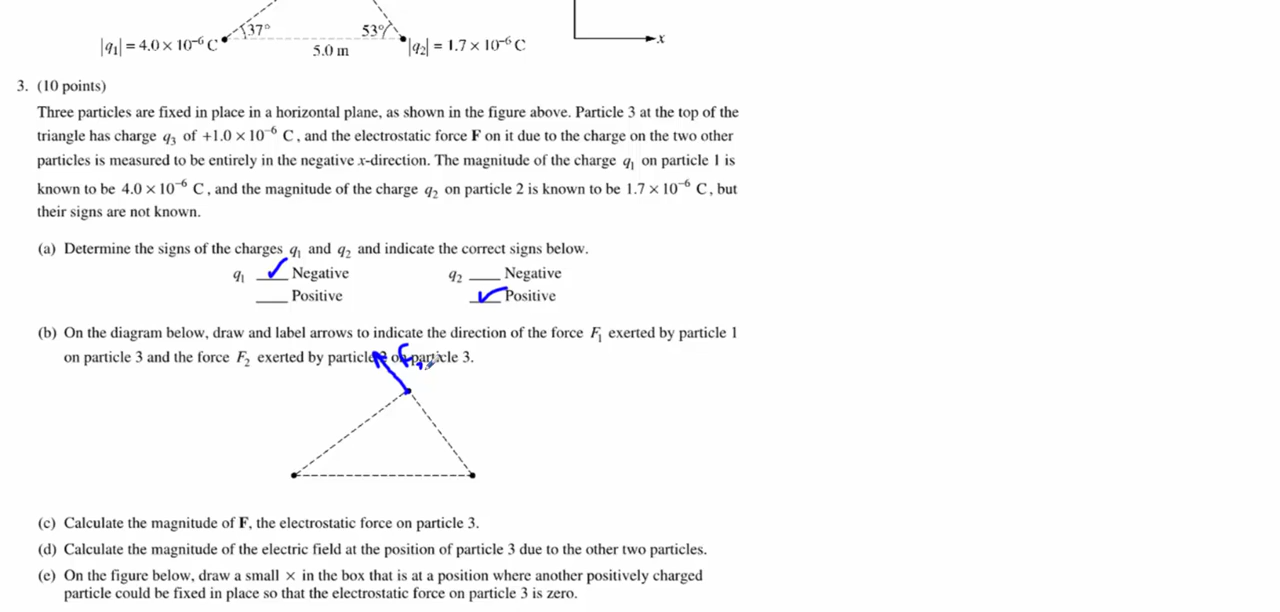 37°
53°
|q₁| = 4.0 × 10⁻⁶ C
5.0 m
|q₂| = 1.7 × 10⁻⁶ C
x
3. (10 points)
Three particles are fixed in place in a horizontal plane, as shown in the figure above. Particle 3 at the top of the
triangle has charge q₃ of +1.0 × 10⁻⁶ C, and the electrostatic force F on it due to the charge on the two other
particles is measured to be entirely in the negative x-direction. The magnitude of the charge q₁ on particle 1 is
known to be 4.0 × 10⁻⁶ C, and the magnitude of the charge q₂ on particle 2 is known to be 1.7 × 10⁻⁶ C, but
their signs are not known.
(a) Determine the signs of the charges q₁ and q₂ and indicate the correct signs below.
q₁ ✓ Negative q₂ ___ Negative
___ Positive ✓ Positive
(b) On the diagram below, draw and label arrows to indicate the direction of the force F₁ exerted by particle 1
on particle 3 and the force F₂ exerted by particle on particle 3.
(c) Calculate the magnitude of F, the electrostatic force on particle 3.
(d) Calculate the magnitude of the electric field at the position of particle 3 due to the other two particles.
(e) On the figure below, draw a small × in the box that is at a position where another positively charged
particle could be fixed in place so that the electrostatic force on particle 3 is zero.